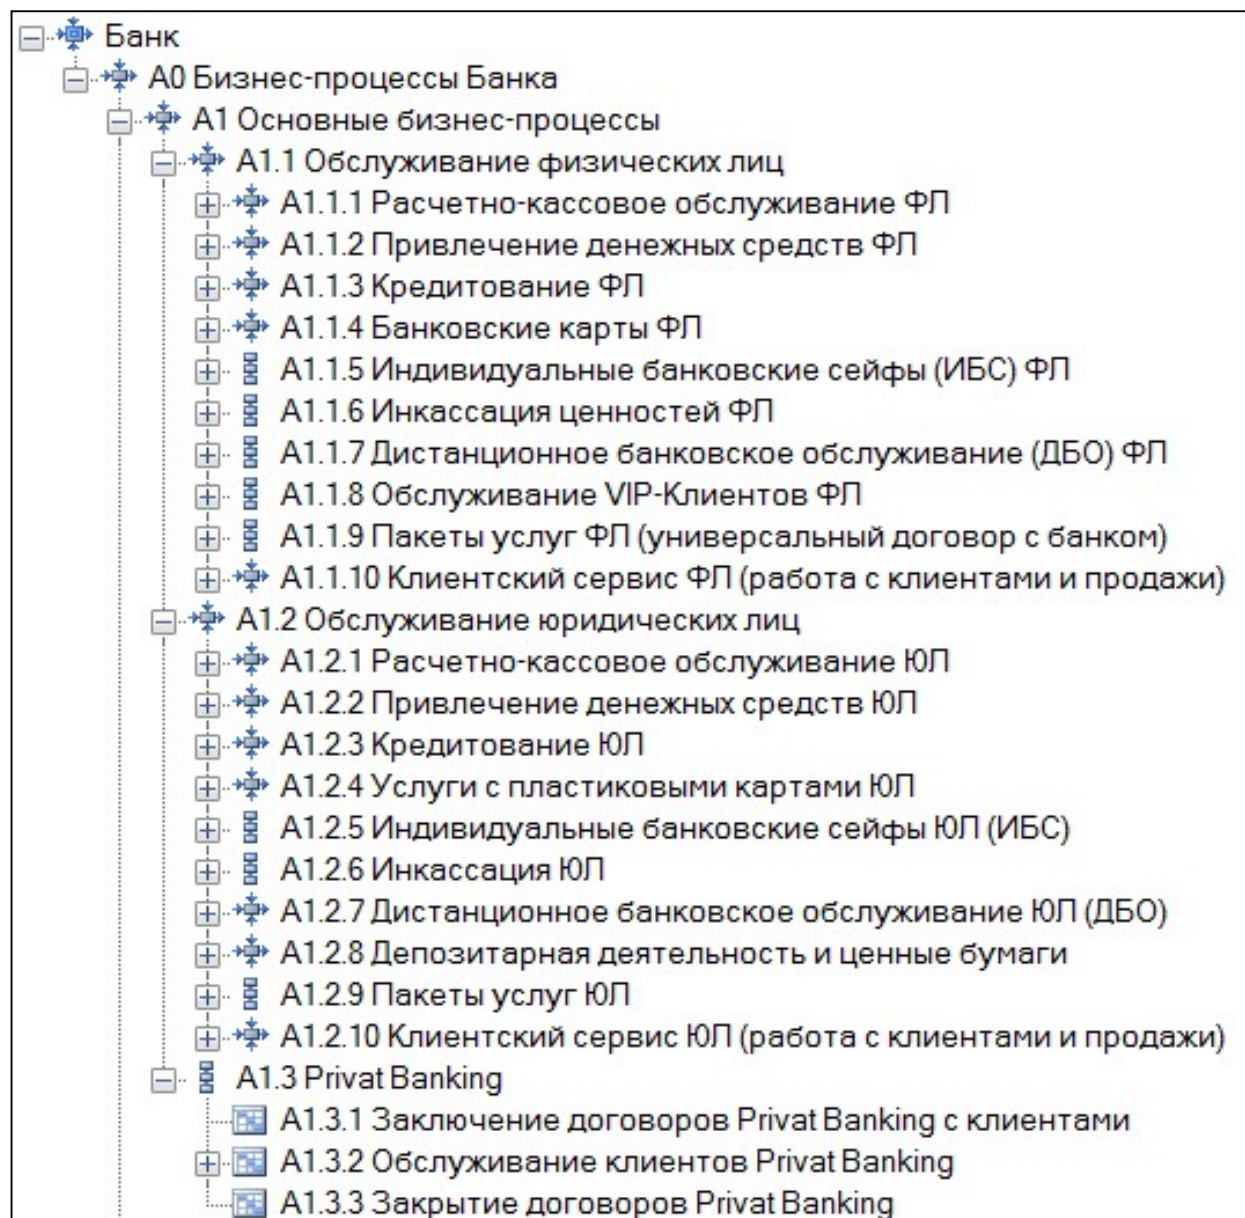 Банк
А0 Бизнес-процессы Банка
А1 Основные бизнес-процессы
А1.1 Обслуживание физических лиц
А1.1.1 Расчетно-кассовое обслуживание ФЛ
А1.1.2 Привлечение денежных средств ФЛ
А1.1.3 Кредитование ФЛ
А1.1.4 Банковские карты ФЛ
А1.1.5 Индивидуальные банковские сейфы (ИБС) ФЛ
А1.1.6 Инкассация ценностей ФЛ
А1.1.7 Дистанционное банковское обслуживание (ДБО) ФЛ
А1.1.8 Обслуживание VIP-Клиентов ФЛ
А1.1.9 Пакеты услуг ФЛ (универсальный договор с банком)
А1.1.10 Клиентский сервис ФЛ (работа с клиентами и продажи)
А1.2 Обслуживание юридических лиц
А1.2.1 Расчетно-кассовое обслуживание ЮЛ
А1.2.2 Привлечение денежных средств ЮЛ
А1.2.3 Кредитование ЮЛ
А1.2.4 Услуги с пластиковыми картами ЮЛ
А1.2.5 Индивидуальные банковские сейфы ЮЛ (ИБС)
А1.2.6 Инкассация ЮЛ
А1.2.7 Дистанционное банковское обслуживание ЮЛ (ДБО)
А1.2.8 Депозитарная деятельность и ценные бумаги
А1.2.9 Пакеты услуг ЮЛ
А1.2.10 Клиентский сервис ЮЛ (работа с клиентами и продажи)
А1.3 Privat Banking
А1.3.1 Заключение договоров Privat Banking с клиентами
А1.3.2 Обслуживание клиентов Privat Banking
А1.3.3 Закрытие договоров Privat Banking